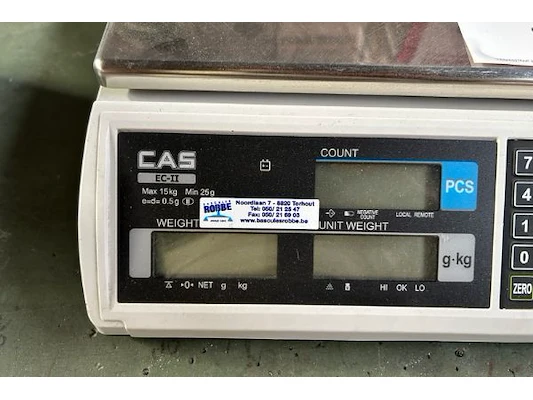 CAS
EC-II
Max 15kg Min 25g
e=d= 0.5g
COUNT
PCS
NEGATIVE
COUNT
LOCAL REMOTE
ROBBE
Noordlaan 7 - 8820 Torhout
Tel: 050/ 21 25 47
Fax: 050/ 21 69 03
www.basculesrobbe.be
WEIGHT
UNIT WEIGHT
g·kg
→0← NET g kg
HI OK LO
7
4
1
0
ZERO